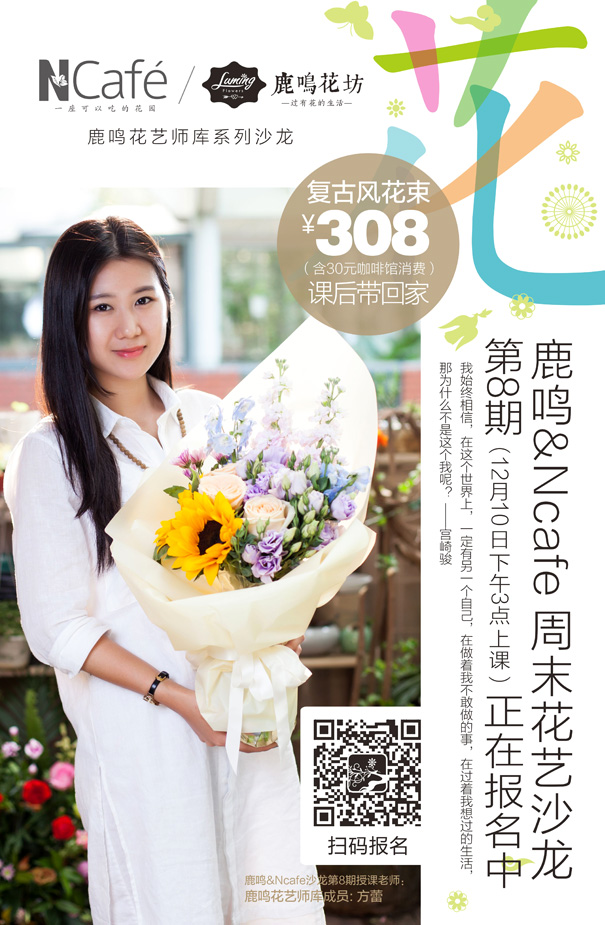 NCafé
一座可以吃的花园
Luming
Flowers
鹿鳴花坊
—过有花的生活—
鹿鸣花艺师库系列沙龙
花
复古风花束
¥308
（含30元咖啡馆消费）
课后带回家
鹿鸣&Ncafe 周末花艺沙龙
第8期（12月10日下午3点上课）正在报名中
我始终相信，在这个世界上，一定有另一个自己，在做着我不敢做的事，在过着我想过的生活，
那为什么不是这个我呢？——宫崎骏
扫码报名
鹿鸣&Ncafe沙龙第8期授课老师：
鹿鸣花艺师库成员: 方蕾